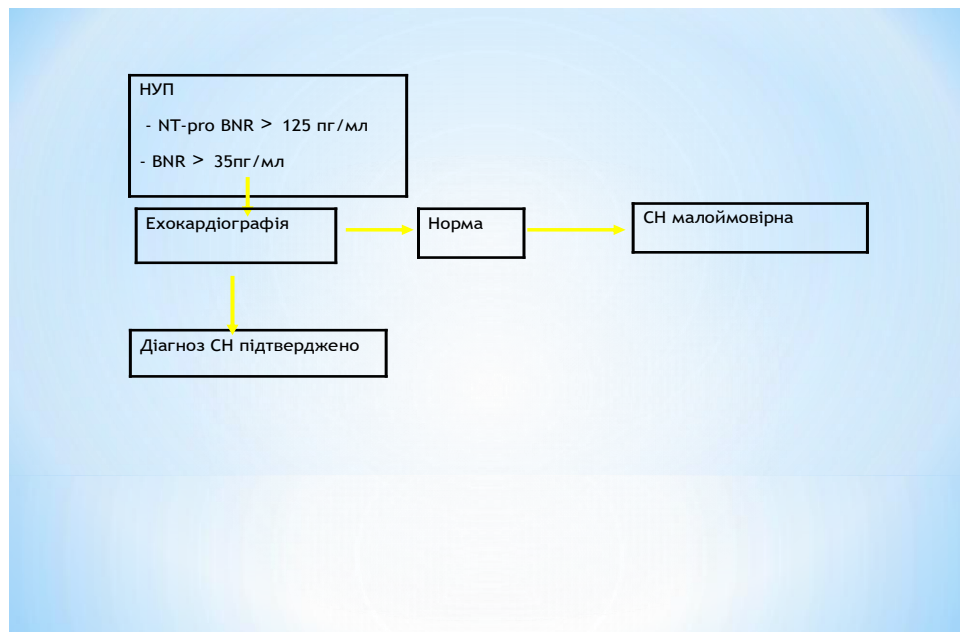 НУП
- NT-pro BNR > 125 пг/мл
- BNR > 35пг/мл
Ехокардіографія
Норма
СН малоймовірна
Діагноз СН підтверджено